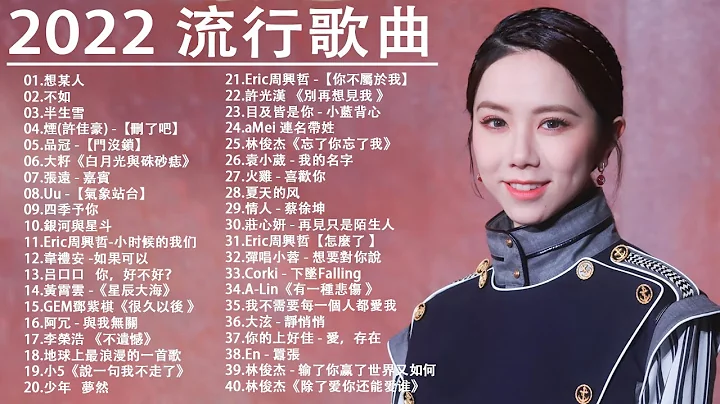 2022 流行歌曲
01.想某人
02.不如
03.半生雪
04.煙(許佳豪) -【刪了吧】
05.品冠 -【門沒鎖】
06.大籽《白月光與硃砂痣》
07.張遠 - 嘉賓
08.Uu -【氣象站台】
09.四季予你
10.銀河與星斗
11.Eric周興哲-小时候的我们
12.韋禮安 -如果可以
13.吕口口 你，好不好?
14.黃霄雲 -《星辰大海》
15.GEM鄧紫棋《很久以後 》
16.阿冗 - 與我無關
17.李榮浩 《不遺憾》
18.地球上最浪漫的一首歌
19.小5《說一句我不走了》
20.少年 夢然
21.Eric周興哲 -【你不屬於我】
22.許光漢 《別再想見我 》
23.目及皆是你 - 小藍背心
24.aMei 連名帶姓
25.林俊杰《忘了你忘了我》
26.袁小葳 - 我的名字
27.火雞 - 喜歡你
28.夏天的风
29.情人 - 蔡徐坤
30.莊心妍 - 再見只是陌生人
31.Eric周興哲【怎麼了 】
32.彈唱小蓉 - 想要對你說
33.Corki - 下墜Falling
34.A-Lin《有一種悲傷 》
35.我不需要每一個人都愛我
36.大泫 - 靜悄悄
37.你的上好佳 - 愛，存在
38.En - 囂張
39.林俊杰 - 输了你赢了世界又如何
40.林俊杰《除了爱你还能爱谁》